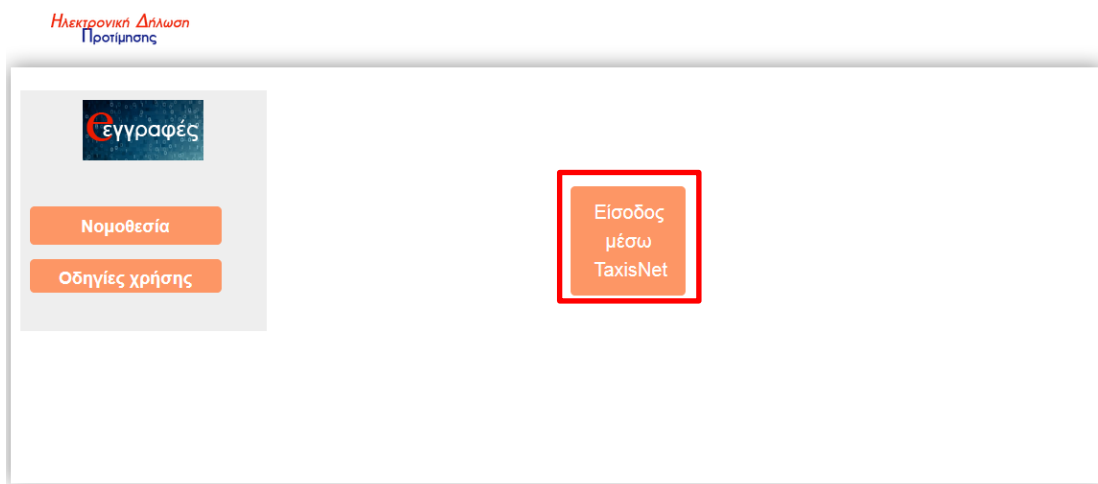 Ηλεκτρονική Δήλωση
Προτίμησης
eεγγραφές
Νομοθεσία
Οδηγίες χρήσης
Είσοδος
μέσω
TaxisNet